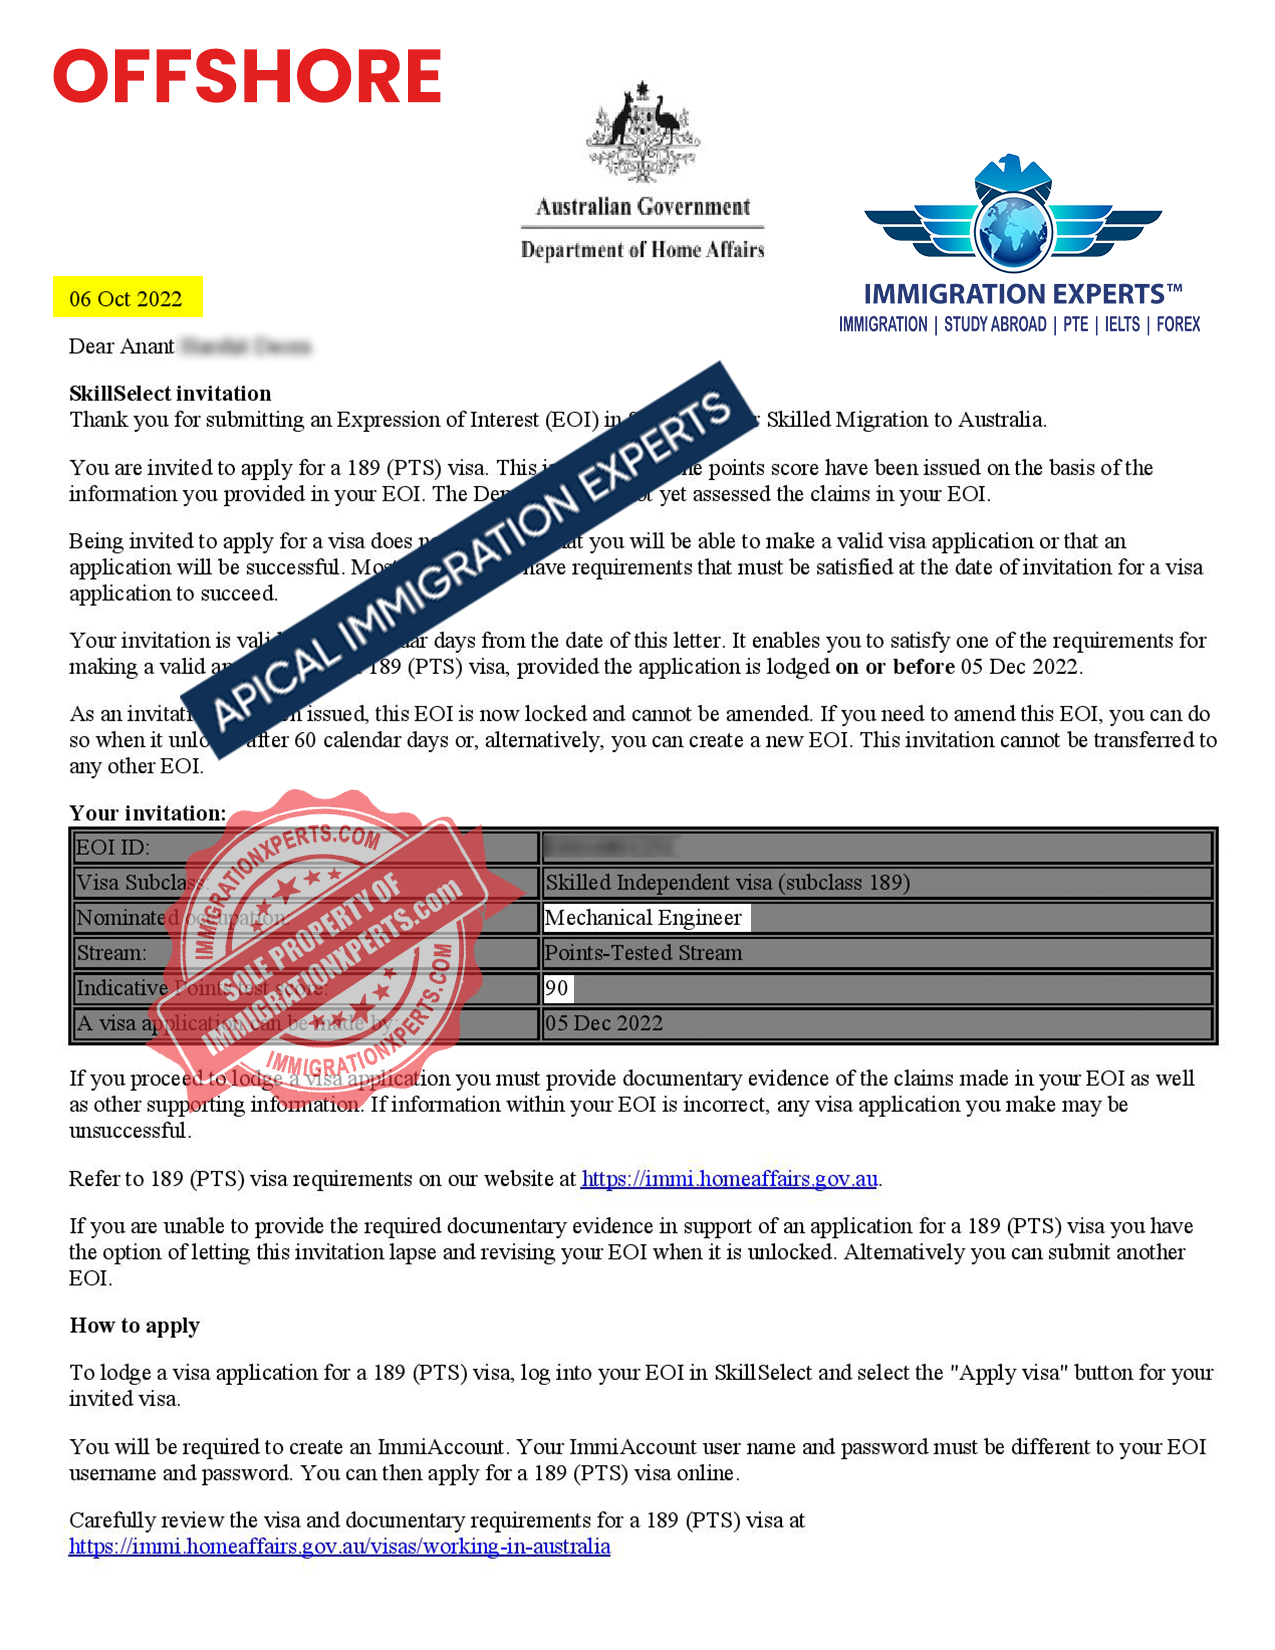 OFFSHORE
Australian Government
Department of Home Affairs
IMMIGRATION EXPERTS™
IMMIGRATION | STUDY ABROAD | PTE | IELTS | FOREX
06 Oct 2022
Dear Anant
SkillSelect invitation
Thank you for submitting an Expression of Interest (EOI) in Skilled Migration to Australia.
You are invited to apply for a 189 (PTS) visa. This points score have been issued on the basis of the
information you provided in your EOI. The yet assessed the claims in your EOI.
Being invited to apply for a visa does you will be able to make a valid visa application or that an
application will be successful. have requirements that must be satisfied at the date of invitation for a visa
application to succeed.
Your invitation is days from the date of this letter. It enables you to satisfy one of the requirements for
making a valid 189 (PTS) visa, provided the application is lodged on or before 05 Dec 2022.
As an issued, this EOI is now locked and cannot be amended. If you need to amend this EOI, you can do
so when it after 60 calendar days or, alternatively, you can create a new EOI. This invitation cannot be transferred to
any other EOI.
APICAL IMMIGRATION EXPERTS
Your invitation:
EOI ID:
Visa Subclass: Skilled Independent visa (subclass 189)
Nominated occupation: Mechanical Engineer
Stream: Points-Tested Stream
Indicative Points test score: 90
A visa application can be made by: 05 Dec 2022
IMMIGRATIONXPERTS.COM
SOLE PROPERTY OF
IMMIGRATIONXPERTS.com
IMMIGRATIONXPERTS.COM
If you proceed to lodge a visa application you must provide documentary evidence of the claims made in your EOI as well
as other supporting information. If information within your EOI is incorrect, any visa application you make may be
unsuccessful.
Refer to 189 (PTS) visa requirements on our website at https://immi.homeaffairs.gov.au.
If you are unable to provide the required documentary evidence in support of an application for a 189 (PTS) visa you have
the option of letting this invitation lapse and revising your EOI when it is unlocked. Alternatively you can submit another
EOI.
How to apply
To lodge a visa application for a 189 (PTS) visa, log into your EOI in SkillSelect and select the "Apply visa" button for your
invited visa.
You will be required to create an ImmiAccount. Your ImmiAccount user name and password must be different to your EOI
username and password. You can then apply for a 189 (PTS) visa online.
Carefully review the visa and documentary requirements for a 189 (PTS) visa at
https://immi.homeaffairs.gov.au/visas/working-in-australia